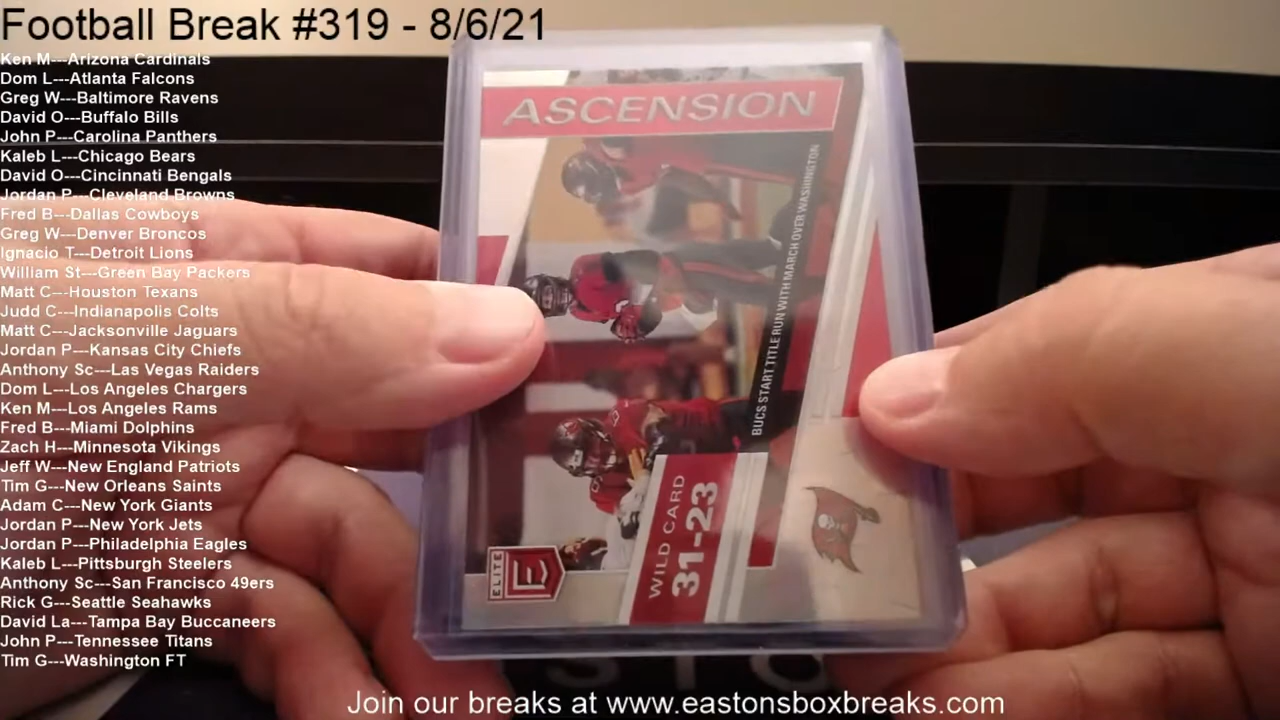 Football Break #319 - 8/6/21
Ken M---Arizona Cardinals
Dom L---Atlanta Falcons
Greg W---Baltimore Ravens
David O---Buffalo Bills
John P---Carolina Panthers
Kaleb L---Chicago Bears
David O---Cincinnati Bengals
Jordan P---Cleveland Browns
Fred B---Dallas Cowboys
Greg W---Denver Broncos
Ignacio T---Detroit Lions
William St---Green Bay Packers
Matt C---Houston Texans
Judd C---Indianapolis Colts
Matt C---Jacksonville Jaguars
Jordan P---Kansas City Chiefs
Anthony Sc---Las Vegas Raiders
Dom L---Los Angeles Chargers
Ken M---Los Angeles Rams
Fred B---Miami Dolphins
Zach H---Minnesota Vikings
Jeff W---New England Patriots
Tim G---New Orleans Saints
Adam C---New York Giants
Jordan P---New York Jets
Jordan P---Philadelphia Eagles
Kaleb L---Pittsburgh Steelers
Anthony Sc---San Francisco 49ers
Rick G---Seattle Seahawks
David La---Tampa Bay Buccaneers
John P---Tennessee Titans
Tim G---Washington FT
ASCENSION
BUCS START TITLE RUN WITH MARCH OVER WASHINGTON
WILD CARD
31-23
ELITE
E
Join our breaks at www.eastonsboxbreaks.com